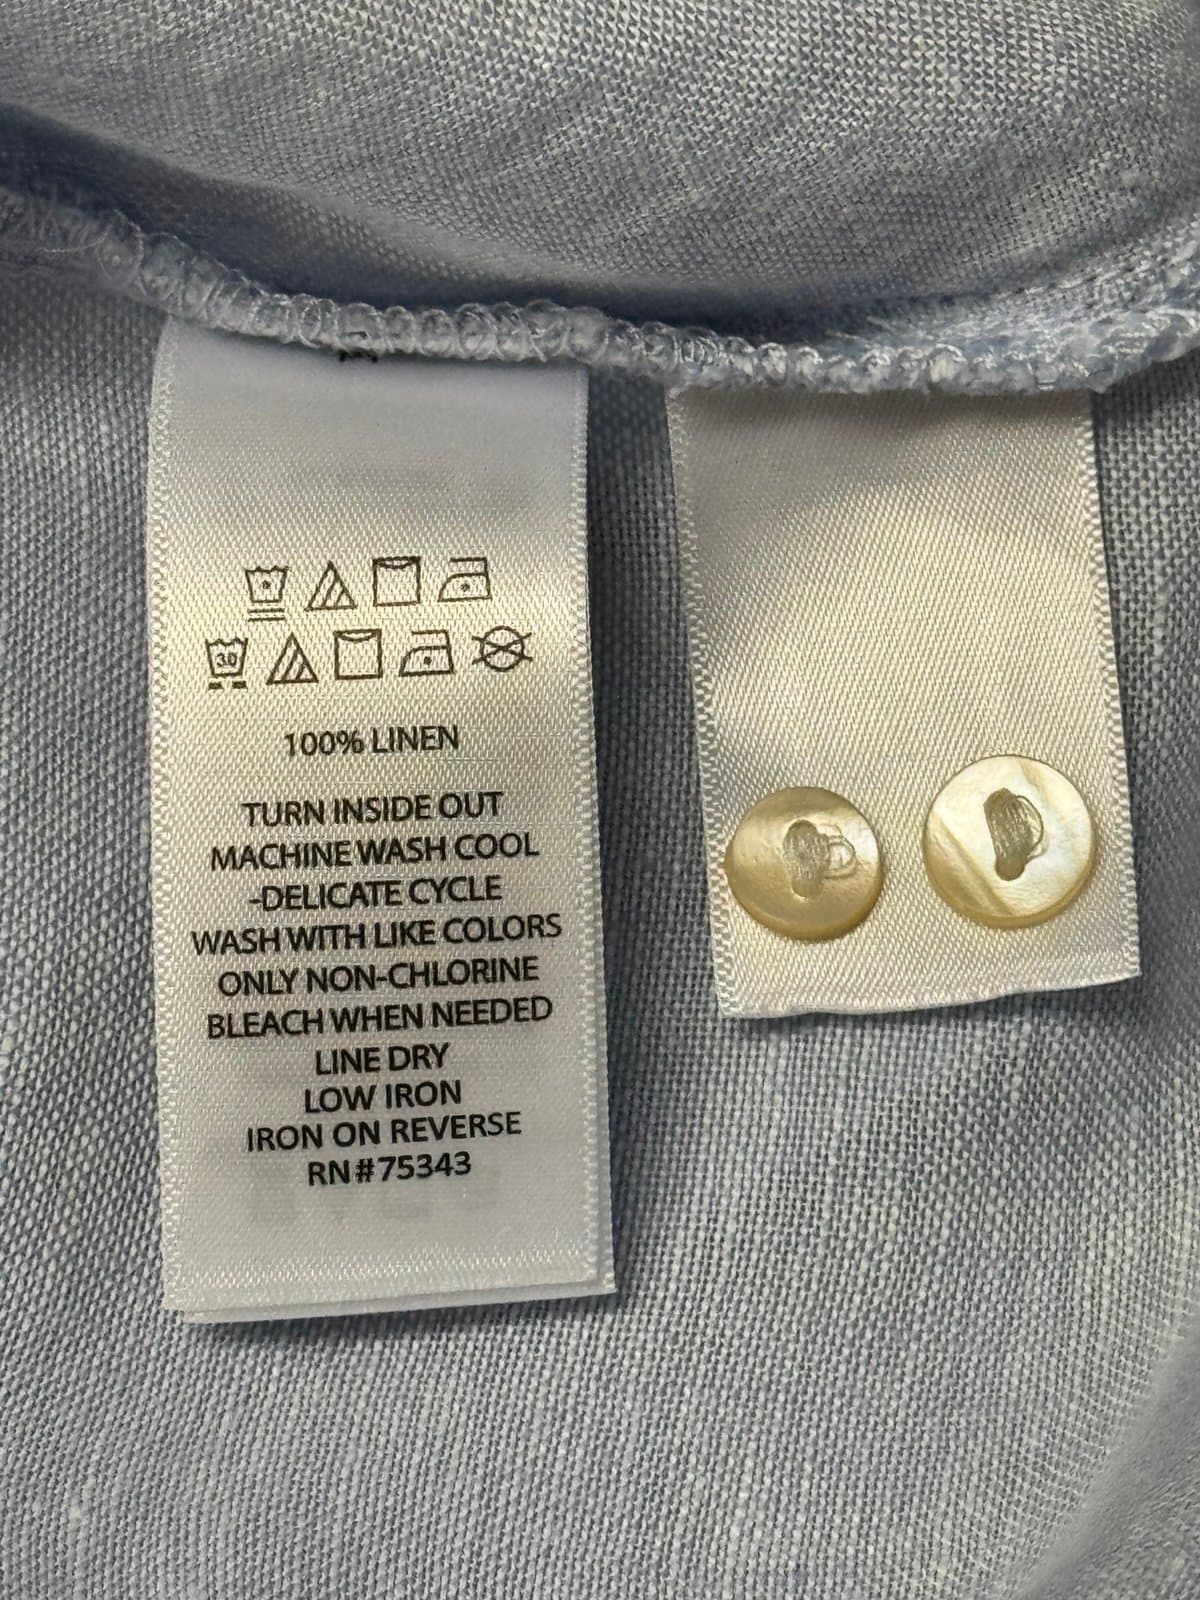 30
100% LINEN
TURN INSIDE OUT
MACHINE WASH COOL
-DELICATE CYCLE
WASH WITH LIKE COLORS
ONLY NON-CHLORINE
BLEACH WHEN NEEDED
LINE DRY
LOW IRON
IRON ON REVERSE
RN#75343